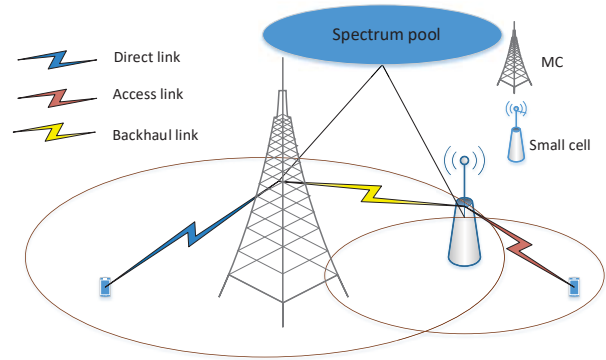 Spectrum pool
Direct link
MC
Access link
Backhaul link
Small cell